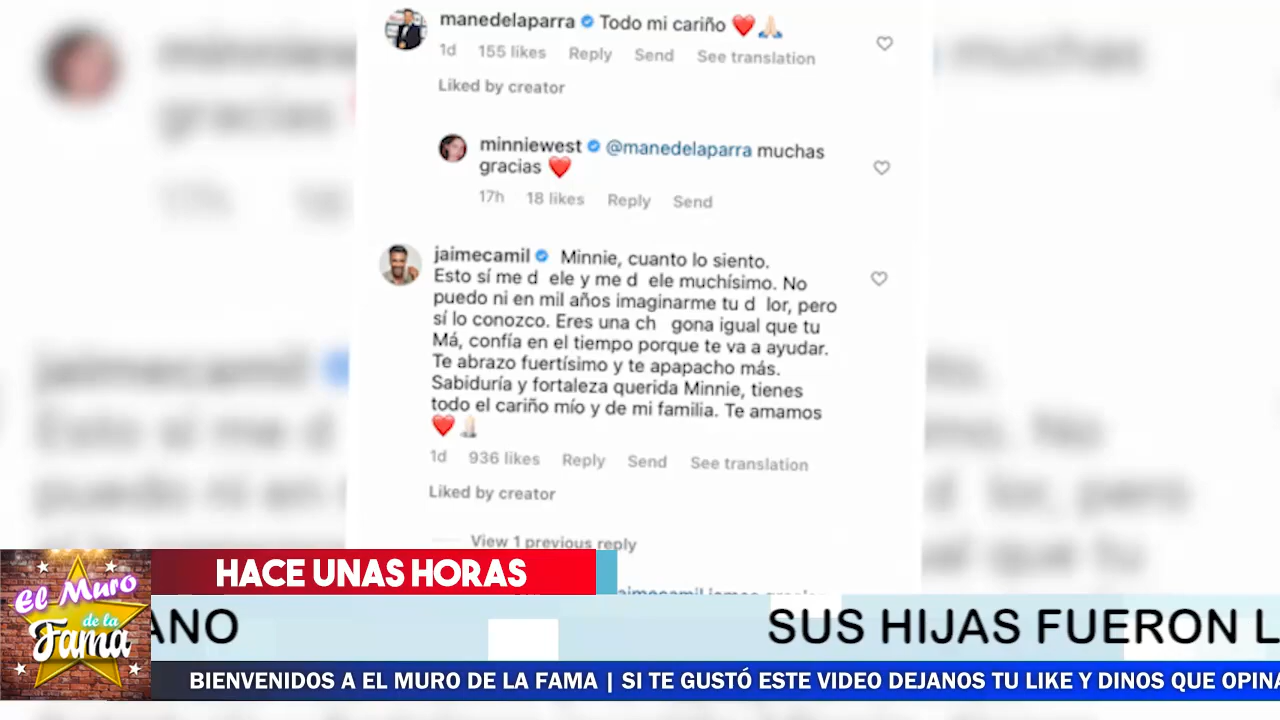 manedelaparra Todo mi cariño ❤️🙏🏻
1d 155 likes Reply Send See translation
Liked by creator
minniewest @manedelaparra muchas
gracias ❤️
17h 18 likes Reply Send
jaimecamil Minnie, cuanto lo siento.
Esto sí me d ele y me d ele muchísimo. No
puedo ni en mil años imaginarme tu d lor, pero
sí lo conozco. Eres una ch gona igual que tu
Má, confía en el tiempo porque te va a ayudar.
Te abrazo fuertísimo y te apapacho más.
Sabiduría y fortaleza querida Minnie, tienes
todo el cariño mío y de mi familia. Te amamos
❤️🙏🏻
1d 936 likes Reply Send See translation
Liked by creator
View 1 previous reply
HACE UNAS HORAS
El Muro
de la
Fama
ANO SUS HIJAS FUERON L
BIENVENIDOS A EL MURO DE LA FAMA | SI TE GUSTÓ ESTE VIDEO DEJANOS TU LIKE Y DINOS QUE OPINA